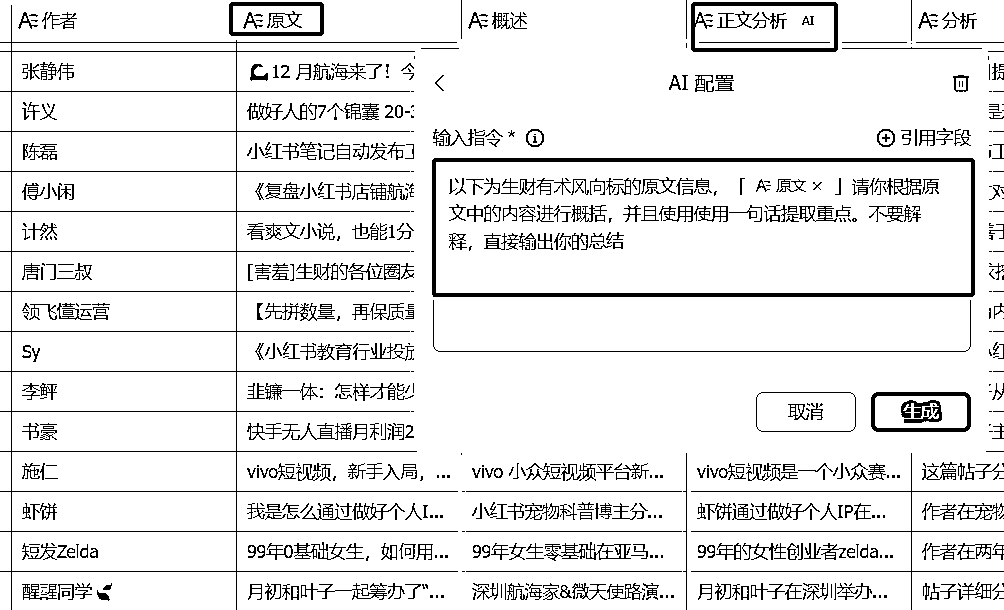 作者 原文 概述 正文分析 AI 分析
张静伟 12 月航海来了！今
AI 配置
许义 做好人的7个锦囊 20-3
输入指令 * 引用字段
陈磊 小红书笔记自动发布工
傅小闲 《复盘小红书店铺航海
以下为生财有术风向标的原文信息，「 原文 × 」请你根据原
文中的内容进行概括，并且使用使用一句话提取重点。不要解
释，直接输出你的总结
计然 看爽文小说，也能1分
唐门三叔 [害羞]生财的各位圈友
领飞懂运营 【先拼数量，再保质量
Sy 《小红书教育行业投放
李鲆 韭镰一体：怎样才能少
取消 生成
书豪 快手无人直播月利润2
施仁 vivo短视频，新手入局，... vivo 小众短视频平台新... vivo短视频是一个小众赛... 这篇帖子分
虾饼 我是怎么通过做好个人I... 小红书宠物科普博主分... 虾饼通过做好个人IP在... 作者在宠物
短发Zelda 99年0基础女生，如何用... 99年女生零基础在亚马... 99年的女性创业者zelda... 作者在两年
醒醒同学 月初和叶子一起筹办了“... 深圳航海家&微天使路演... 月初和叶子在深圳举办... 帖子详细分